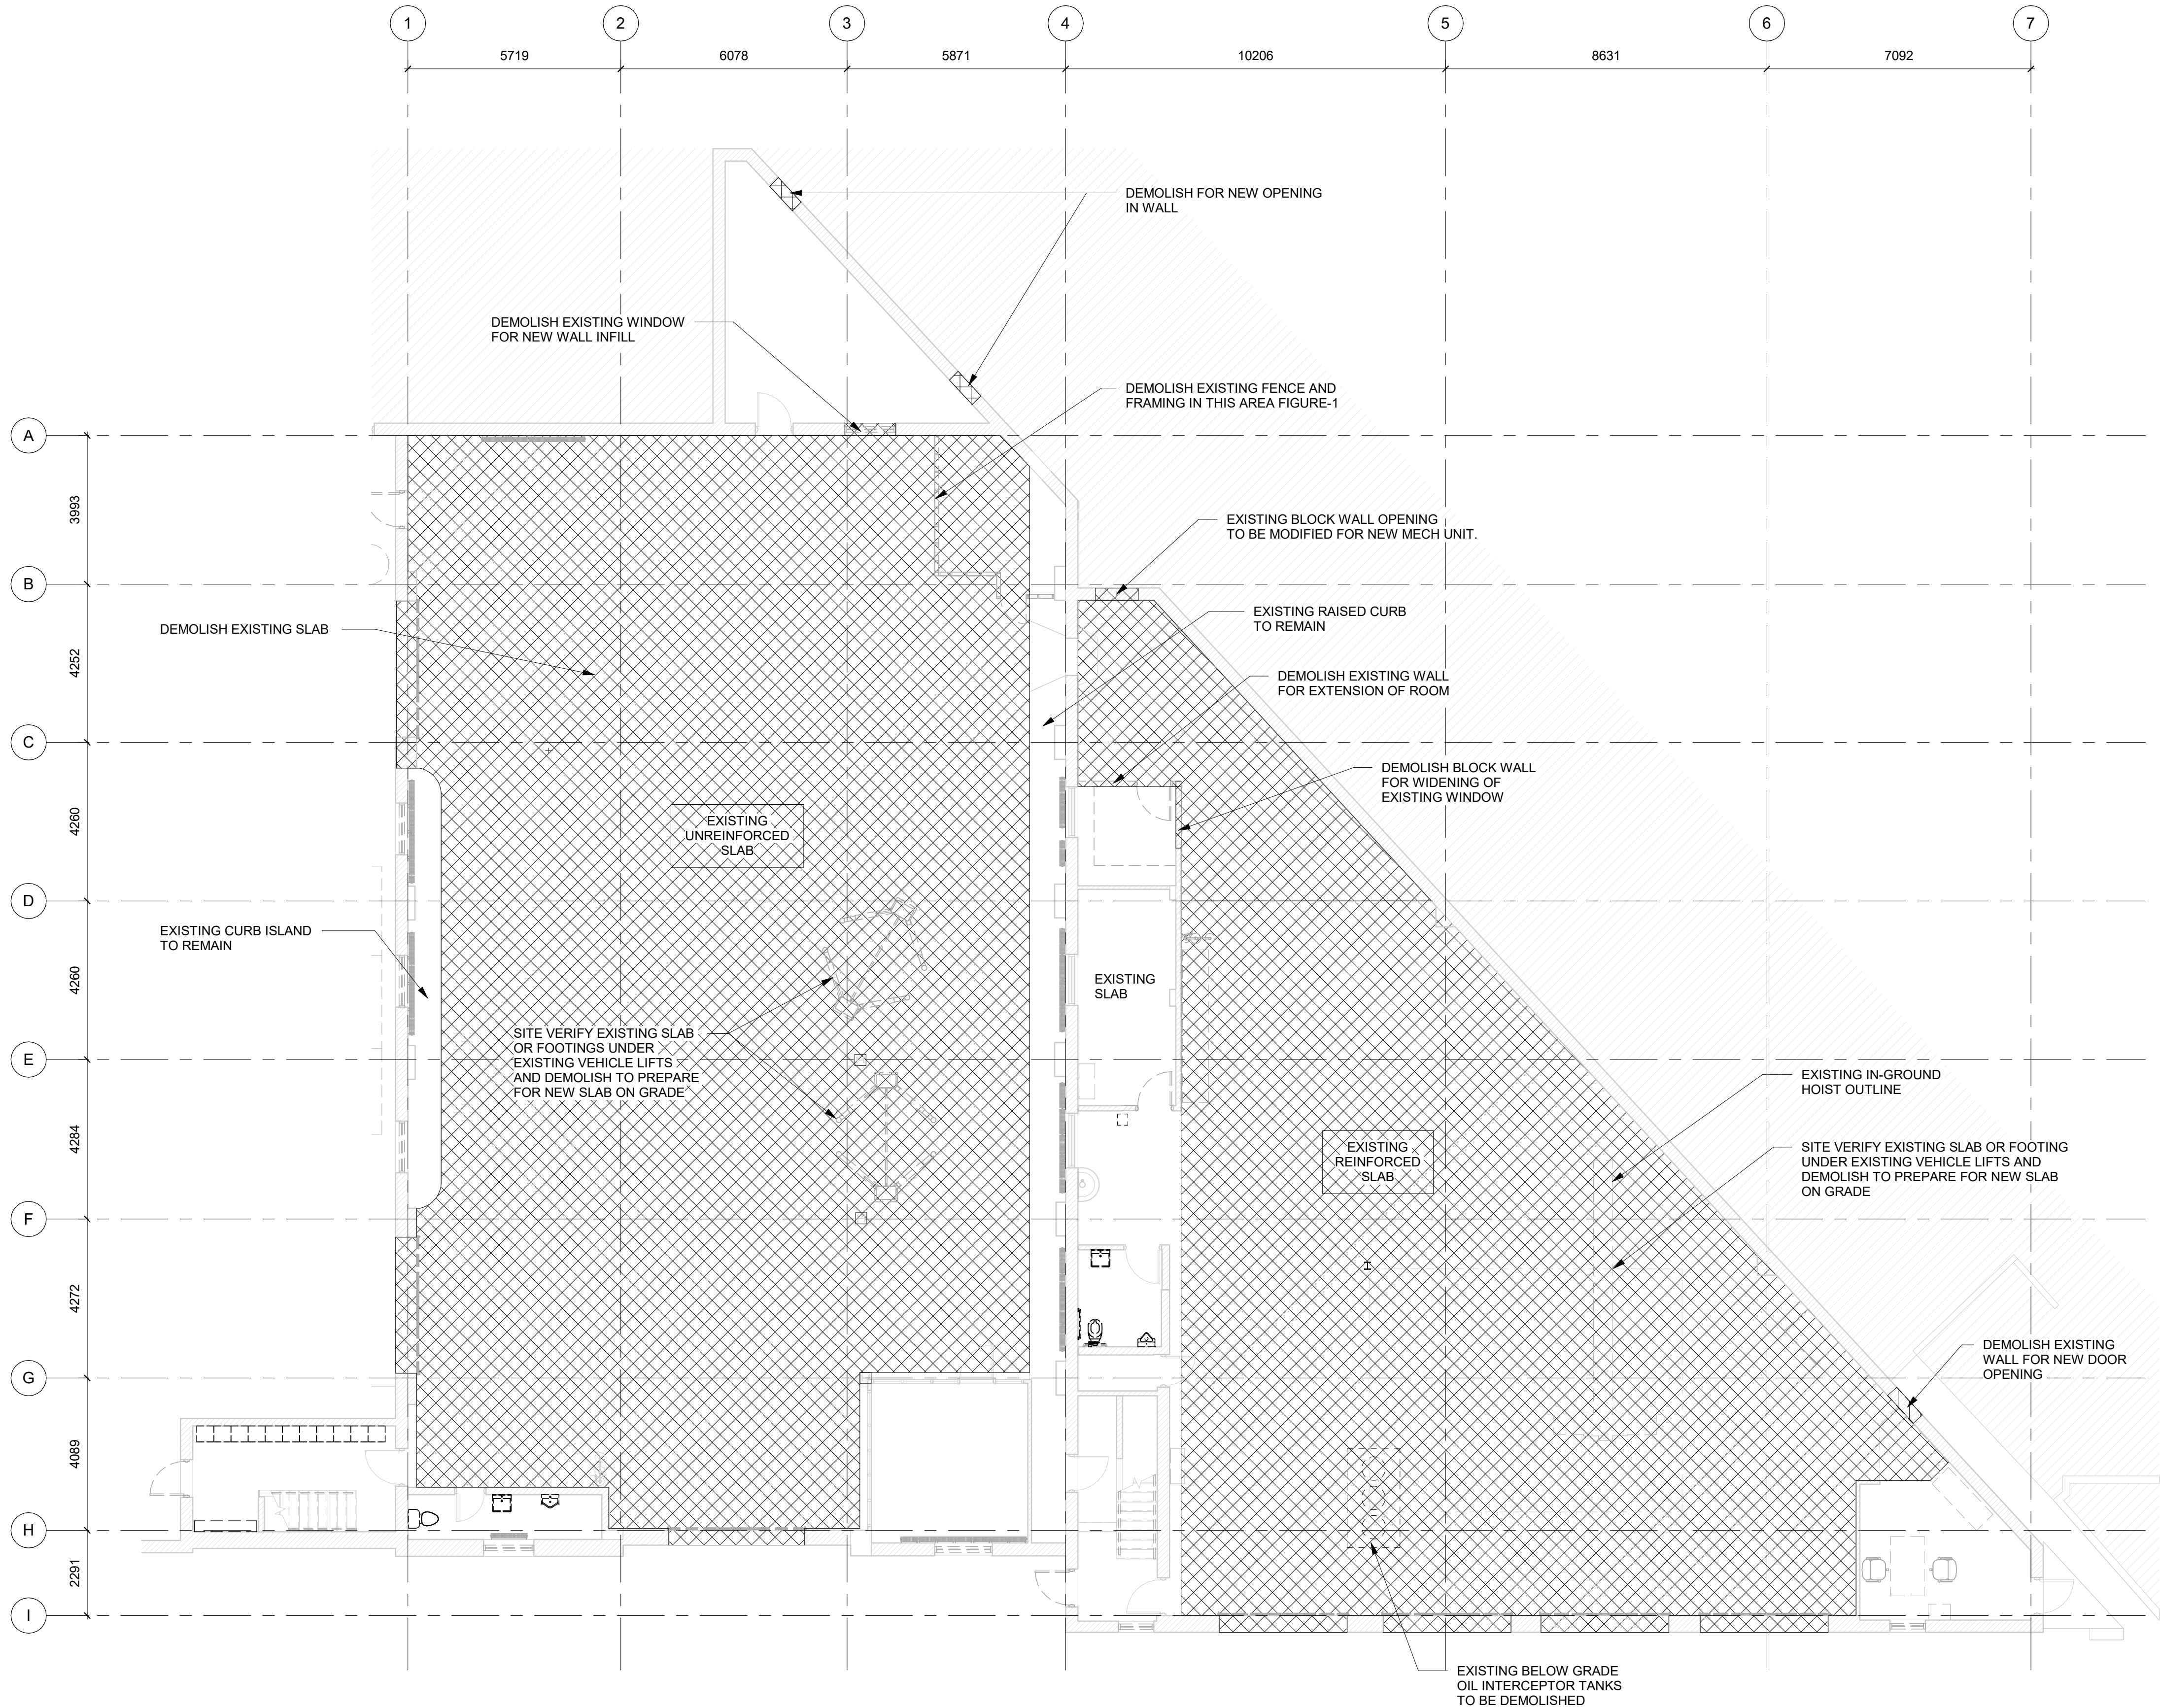 1
2
3
4
5
6
7
5719
6078
5871
10206
8631
7092
DEMOLISH FOR NEW OPENING
IN WALL
DEMOLISH EXISTING WINDOW
FOR NEW WALL INFILL
DEMOLISH EXISTING FENCE AND
FRAMING IN THIS AREA FIGURE-1
A
3993
EXISTING BLOCK WALL OPENING
TO BE MODIFIED FOR NEW MECH UNIT.
B
EXISTING RAISED CURB
TO REMAIN
DEMOLISH EXISTING SLAB
4252
DEMOLISH EXISTING WALL
FOR EXTENSION OF ROOM
C
DEMOLISH BLOCK WALL
FOR WIDENING OF
EXISTING WINDOW
4260
EXISTING
UNREINFORCED
SLAB
D
EXISTING CURB ISLAND
TO REMAIN
4260
EXISTING
SLAB
SITE VERIFY EXISTING SLAB
OR FOOTINGS UNDER
EXISTING VEHICLE LIFTS
AND DEMOLISH TO PREPARE
FOR NEW SLAB ON GRADE
E
EXISTING IN-GROUND
HOIST OUTLINE
4284
EXISTING
REINFORCED
SLAB
SITE VERIFY EXISTING SLAB OR FOOTING
UNDER EXISTING VEHICLE LIFTS AND
DEMOLISH TO PREPARE FOR NEW SLAB
ON GRADE
F
4272
DEMOLISH EXISTING
WALL FOR NEW DOOR
OPENING
G
4089
H
2291
I
EXISTING BELOW GRADE
OIL INTERCEPTOR TANKS
TO BE DEMOLISHED